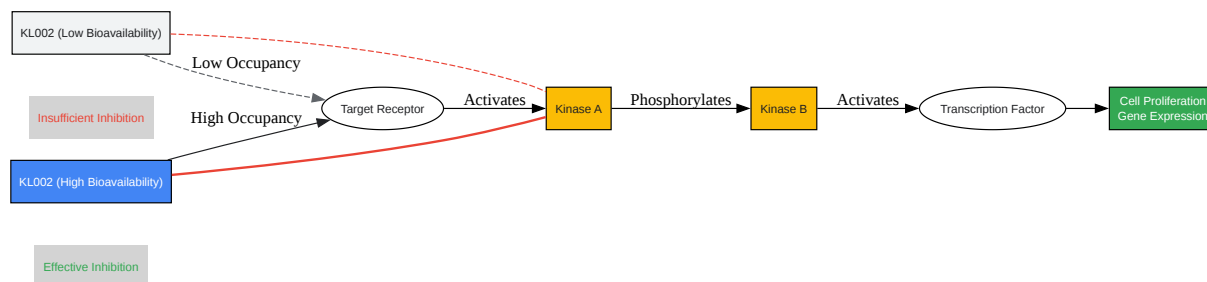 KL002 (Low Bioavailability)
Low Occupancy
Insufficient Inhibition
High Occupancy
KL002 (High Bioavailability)
Effective Inhibition
Target Receptor
Activates
Kinase A
Phosphorylates
Kinase B
Activates
Transcription Factor
Cell Proliferation
Gene Expression